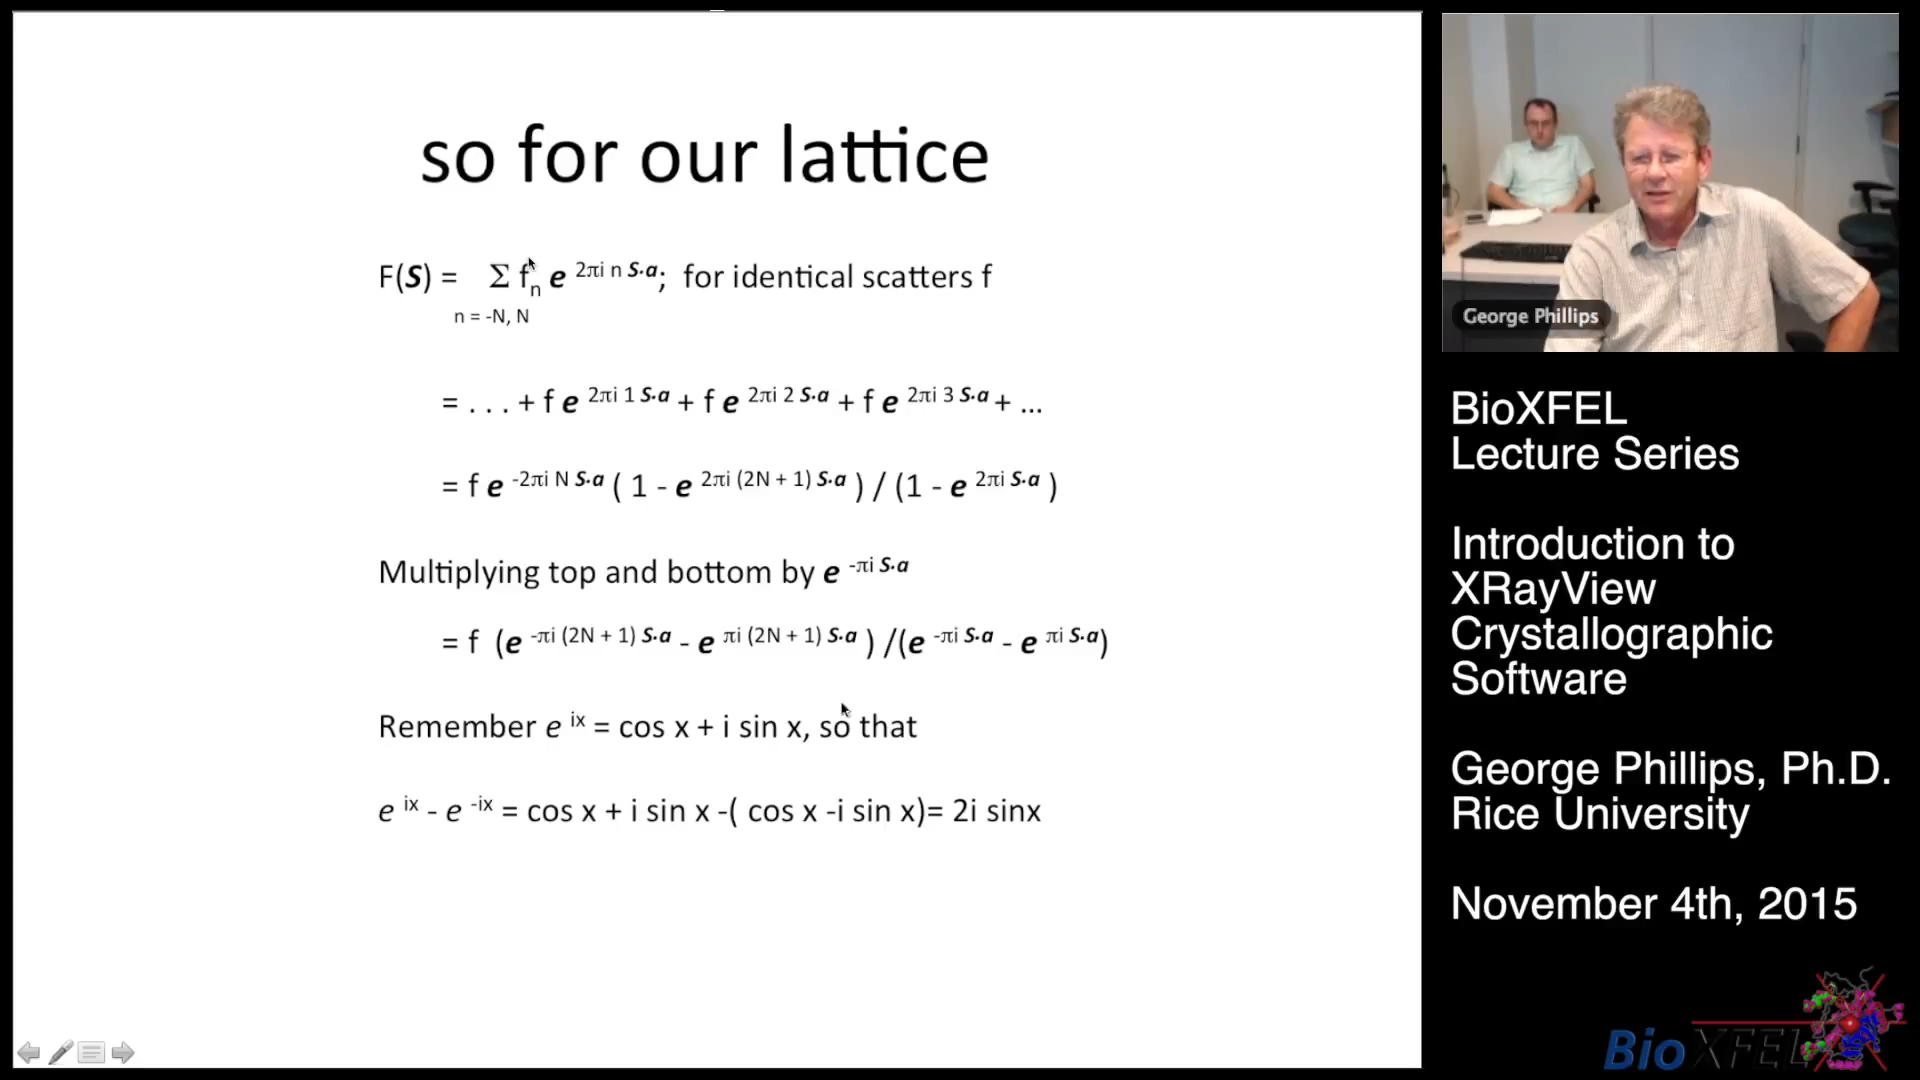 so for our lattice
F(S) = Σ fn e 2πi n S·a; for identical scatters f
n = -N, N
= . . . + f e 2πi 1 S·a + f e 2πi 2 S·a + f e 2πi 3 S·a + ...
= f e -2πi N S·a ( 1 - e 2πi (2N + 1) S·a ) / (1 - e 2πi S·a )
Multiplying top and bottom by e -πi S·a
= f (e -πi (2N + 1) S·a - e πi (2N + 1) S·a ) /(e -πi S·a - e πi S·a)
Remember e ix = cos x + i sin x, so that
e ix - e -ix = cos x + i sin x -( cos x -i sin x)= 2i sinx
George Phillips
BioXFEL
Lecture Series
Introduction to
XRayView
Crystallographic
Software
George Phillips, Ph.D.
Rice University
November 4th, 2015
BioXFEL